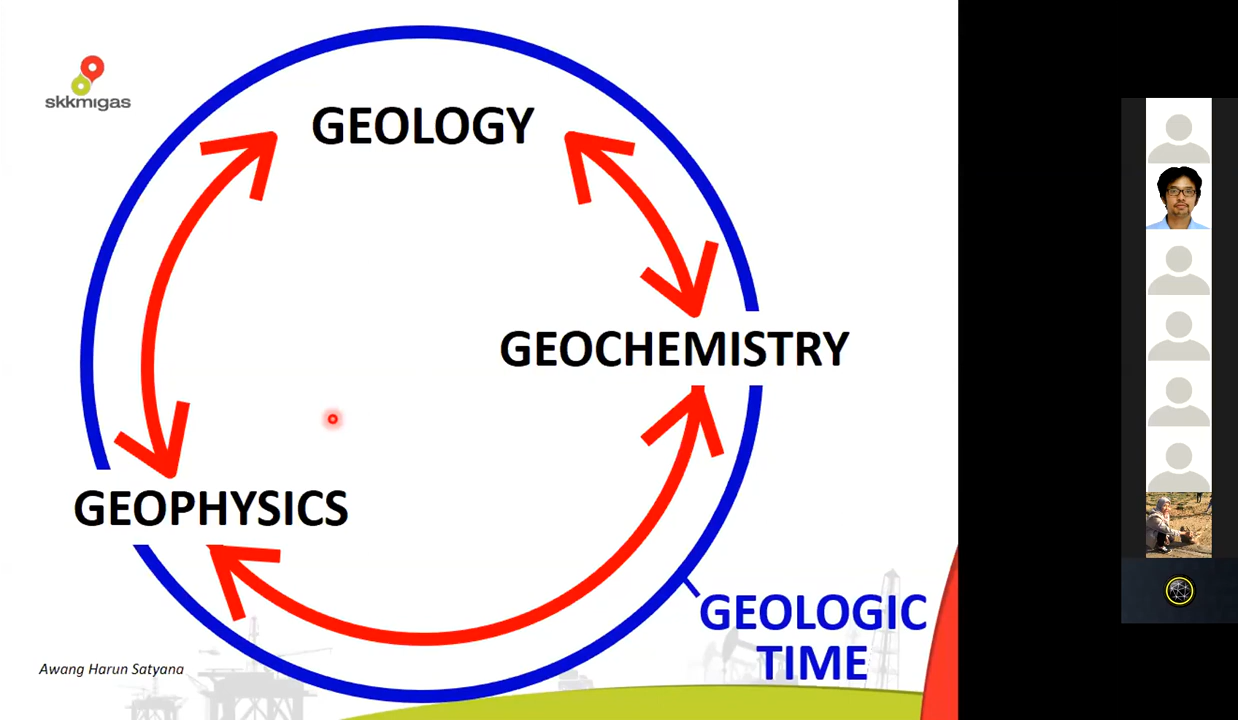 skkmigas
GEOLOGY
GEOCHEMISTRY
GEOPHYSICS
GEOLOGIC
TIME
Awang Harun Satyana